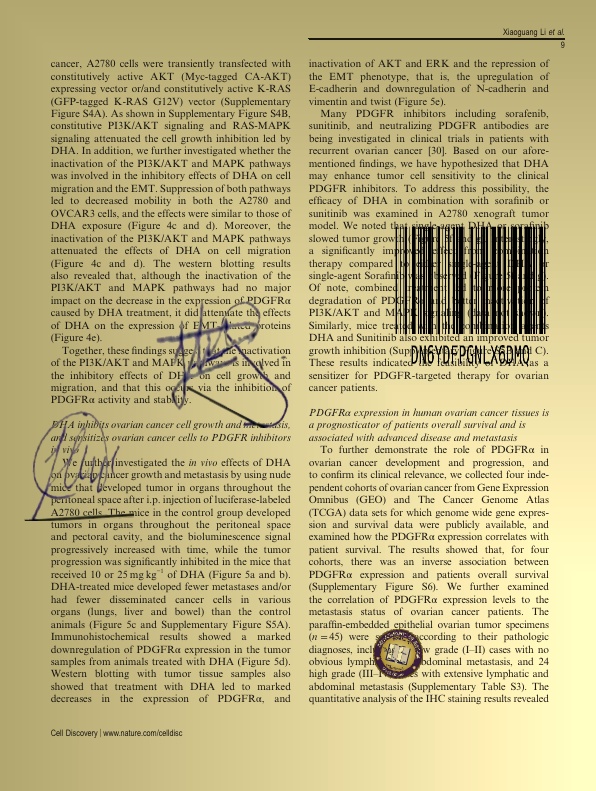 Xiaoguang Li et al.
9
cancer, A2780 cells were transiently transfected with
constitutively active AKT (Myc-tagged CA-AKT)
expressing vector or/and constitutively active K-RAS
(GFP-tagged K-RAS G12V) vector (Supplementary
Figure S4A). As shown in Supplementary Figure S4B,
constitutive PI3K/AKT signaling and RAS-MAPK
signaling attenuated the cell growth inhibition led by
DHA. In addition, we further investigated whether the
inactivation of the PI3K/AKT and MAPK pathways
was involved in the inhibitory effects of DHA on cell
migration and the EMT. Suppression of both pathways
led to decreased mobility in both the A2780 and
OVCAR3 cells, and the effects were similar to those of
DHA exposure (Figure 4c and d). Moreover, the
inactivation of the PI3K/AKT and MAPK pathways
attenuated the effects of DHA on cell migration
(Figure 4c and d). The western blotting results
also revealed that, although the inactivation of the
PI3K/AKT and MAPK pathways had no major
impact on the decrease in the expression of PDGFRα
caused by DHA treatment, it did attenuate the effects
of DHA on the expression of EMT-related proteins
(Figure 4e).
Together, these findings suggest inactivation
of the PI3K/AKT and MAPK pathways is involved in
the inhibitory effects of DHA on cell growth and
migration, and that this occurs via the inhibition of
PDGFRα activity and stability.
DHA inhibits ovarian cancer cell growth and metastasis,
and sensitizes ovarian cancer cells to PDGFR inhibitors
in vivo
We further investigated the in vivo effects of DHA
on ovarian cancer growth and metastasis by using nude
mice that developed tumor in organs throughout the
peritoneal space after i.p. injection of luciferase-labeled
A2780 cells. The mice in the control group developed
tumors in organs throughout the peritoneal space
and pectoral cavity, and the bioluminescence signal
progressively increased with time, while the tumor
progression was significantly inhibited in the mice that
received 10 or 25 mg kg⁻¹ of DHA (Figure 5a and b).
DHA-treated mice developed fewer metastases and/or
had fewer disseminated cancer cells in various
organs (lungs, liver and bowel) than the control
animals (Figure 5c and Supplementary Figure S5A).
Immunohistochemical results showed a marked
downregulation of PDGFRα expression in the tumor
samples from animals treated with DHA (Figure 5d).
Western blotting with tumor tissue samples also
showed that treatment with DHA led to marked
decreases in the expression of PDGFRα, and
inactivation of AKT and ERK and the repression of
the EMT phenotype, that is, the upregulation of
E-cadherin and downregulation of N-cadherin and
vimentin and twist (Figure 5e).
Many PDGFR inhibitors including sorafenib,
sunitinib, and neutralizing PDGFR antibodies are
being investigated in clinical trials in patients with
recurrent ovarian cancer [30]. Based on our afore-
mentioned findings, we have hypothesized that DHA
may enhance tumor cell sensitivity to the clinical
PDGFR inhibitors. To address this possibility, the
efficacy of DHA in combination with sorafinib or
sunitinib was examined in A2780 xenograft tumor
model. We noted that single-agent DHA or sorafinib
slowed tumor growth
a significantly improved effect from
therapy compared to
single-agent Sorafinib
Of note, combined treatment led to
degradation of PDGFRα and better inactivation of
PI3K/AKT and MAPK signaling
Similarly, mice treated with the
DHA and Sunitinib also exhibited an improved tumor
growth inhibition C).
These results indicated the feasibility of DHA as a
sensitizer for PDGFR-targeted therapy for ovarian
cancer patients.
DN6YDFPGNLX6DMO
PDGFRα expression in human ovarian cancer tissues is
a prognosticator of patients overall survival and is
associated with advanced disease and metastasis
To further demonstrate the role of PDGFRα in
ovarian cancer development and progression, and
to confirm its clinical relevance, we collected four inde-
pendent cohorts of ovarian cancer from Gene Expression
Omnibus (GEO) and The Cancer Genome Atlas
(TCGA) data sets for which genome wide gene expres-
sion and survival data were publicly available, and
examined how the PDGFRα expression correlates with
patient survival. The results showed that, for four
cohorts, there was an inverse association between
PDGFRα expression and patients overall survival
(Supplementary Figure S6). We further examined
the correlation of PDGFRα expression levels to the
metastasis status of ovarian cancer patients. The
paraffin-embedded epithelial ovarian tumor specimens
(n = 45) were according to their pathologic
diagnoses, low grade (I–II) cases with no
obvious lymph abdominal metastasis, and 24
high grade (III– cases with extensive lymphatic and
abdominal metastasis (Supplementary Table S3). The
quantitative analysis of the IHC staining results revealed
Cell Discovery | www.nature.com/celldisc